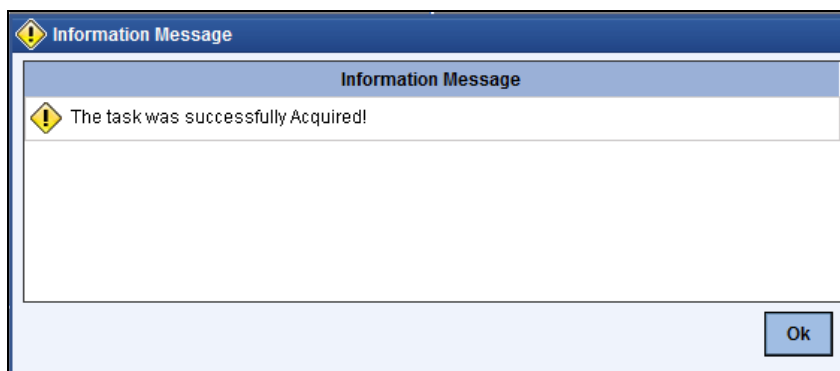 Information Message
Information Message
The task was successfully Acquired!
Ok